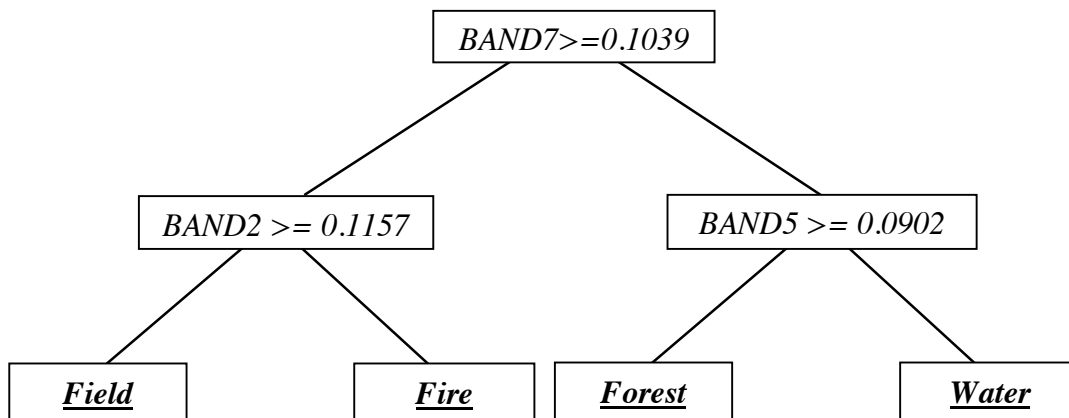 BAND7>=0.1039
BAND2 >= 0.1157
BAND5 >= 0.0902
Field
Fire
Forest
Water